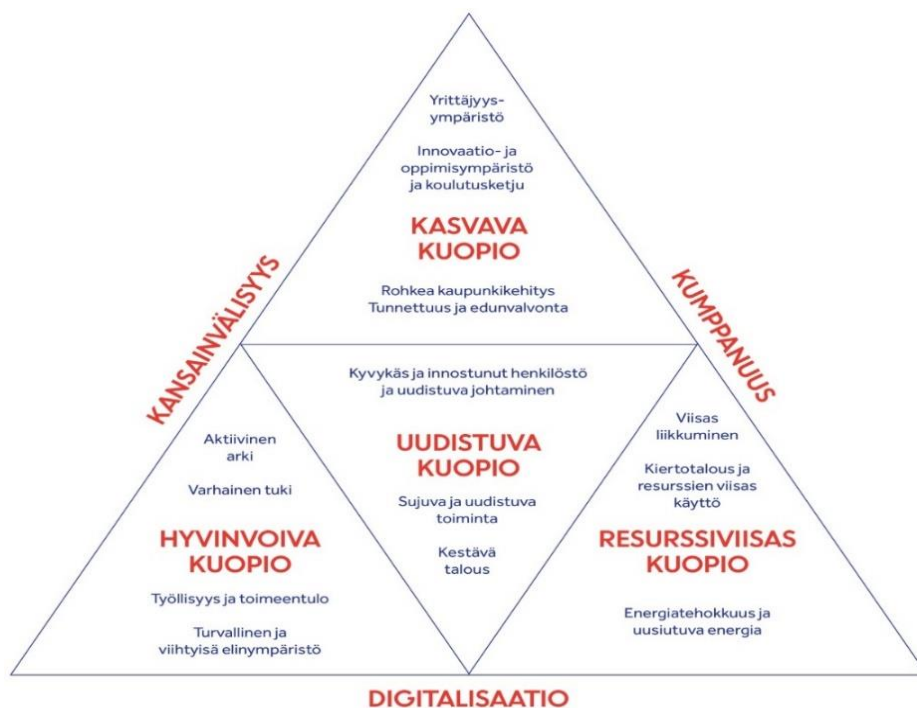 Yrittäjyys-
ympäristö
Innovaatio- ja
oppimisympäristö
ja koulutusketju
KASVAVA
KUOPIO
Rohkea kaupunkikehitys
Tunnettuus ja edunvalvonta
KANSAINVÄLISYYS
KUMPPANUUS
Kyvykäs ja innostunut henkilöstö
ja uudistuva johtaminen
UUDISTUVA
KUOPIO
Sujuva ja uudistuva
toiminta
Kestävä
talous
Aktiivinen
arki
Varhainen tuki
HYVINVOIVA
KUOPIO
Työllisyys ja toimeentulo
Turvallinen ja
viihtyisä elinympäristö
Viisas
liikkuminen
Kiertotalous ja
resurssien viisas
käyttö
RESURSSIVIISAS
KUOPIO
Energiatehokkuus ja
uusiutuva energia
DIGITALISAATIO